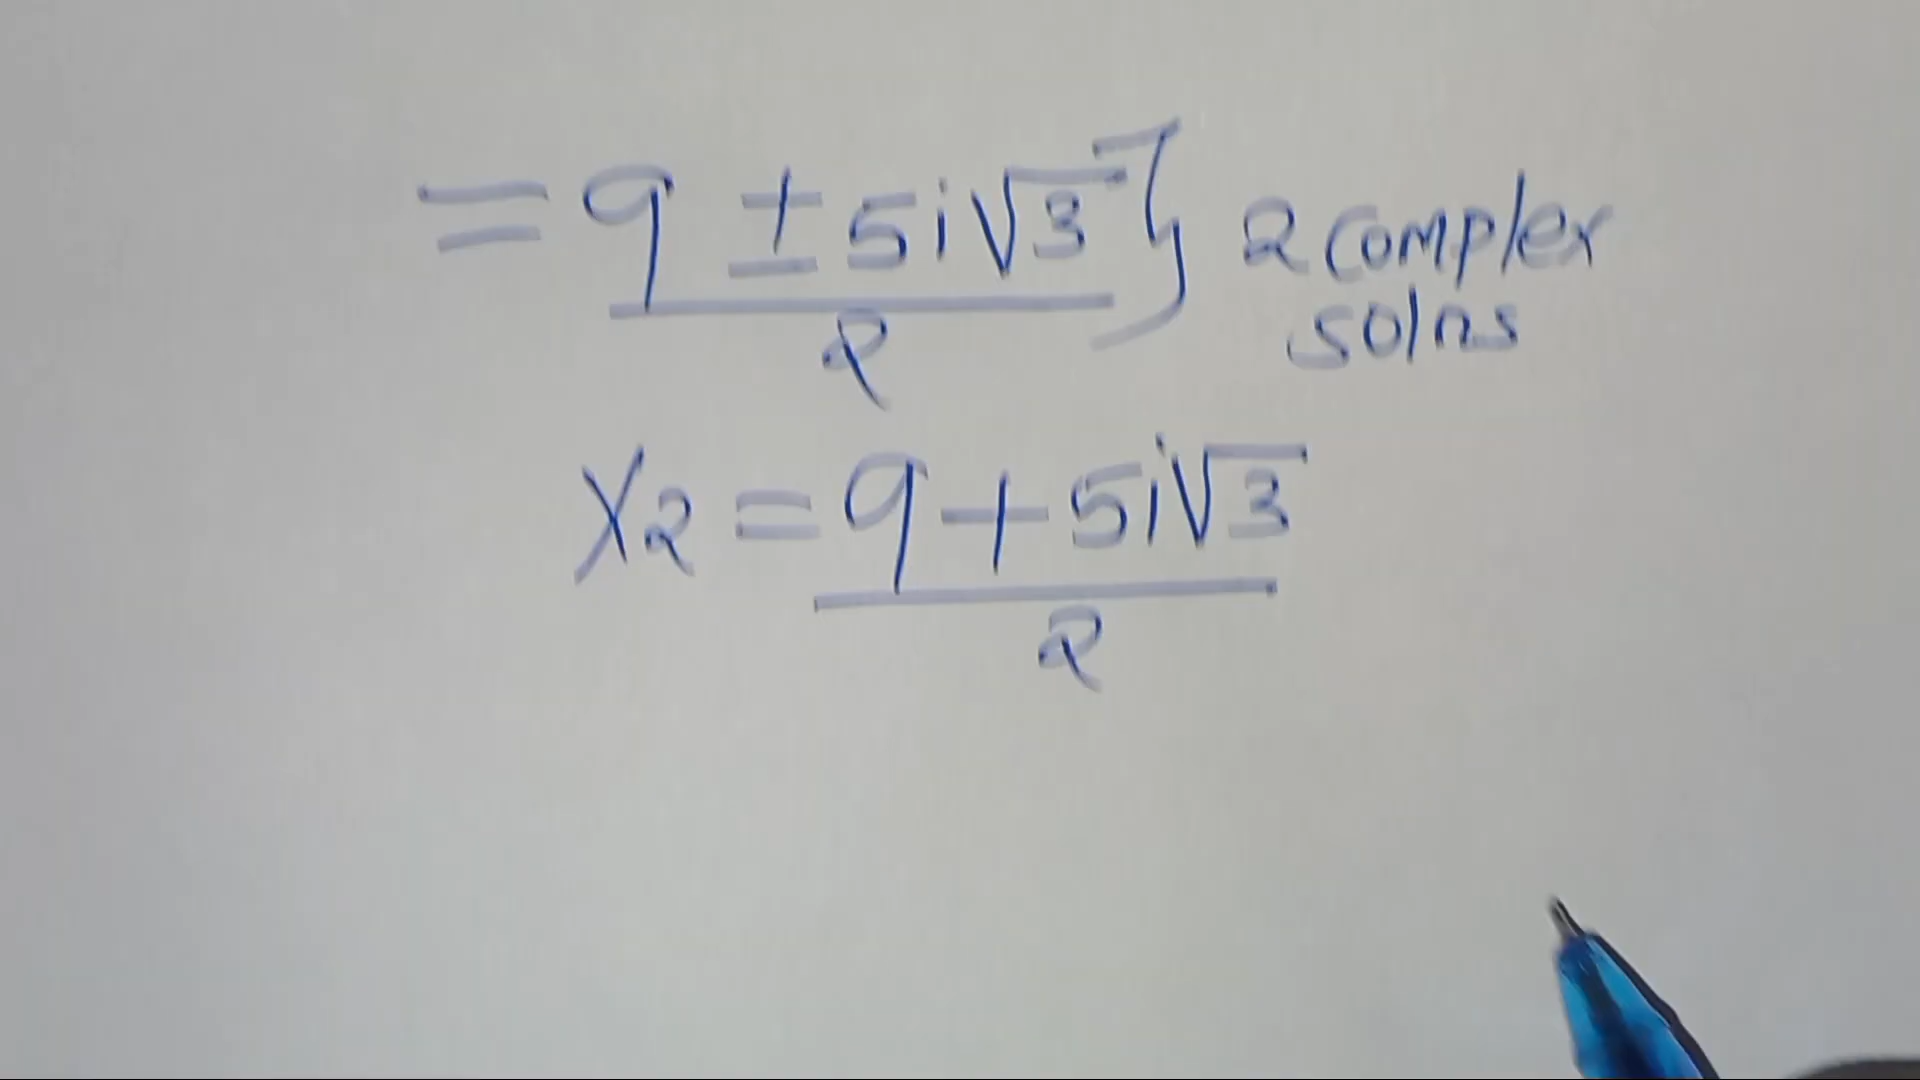 = 9 ± 5i√3 } 2 complex
2 solns
x2 = 9 + 5i√3
2